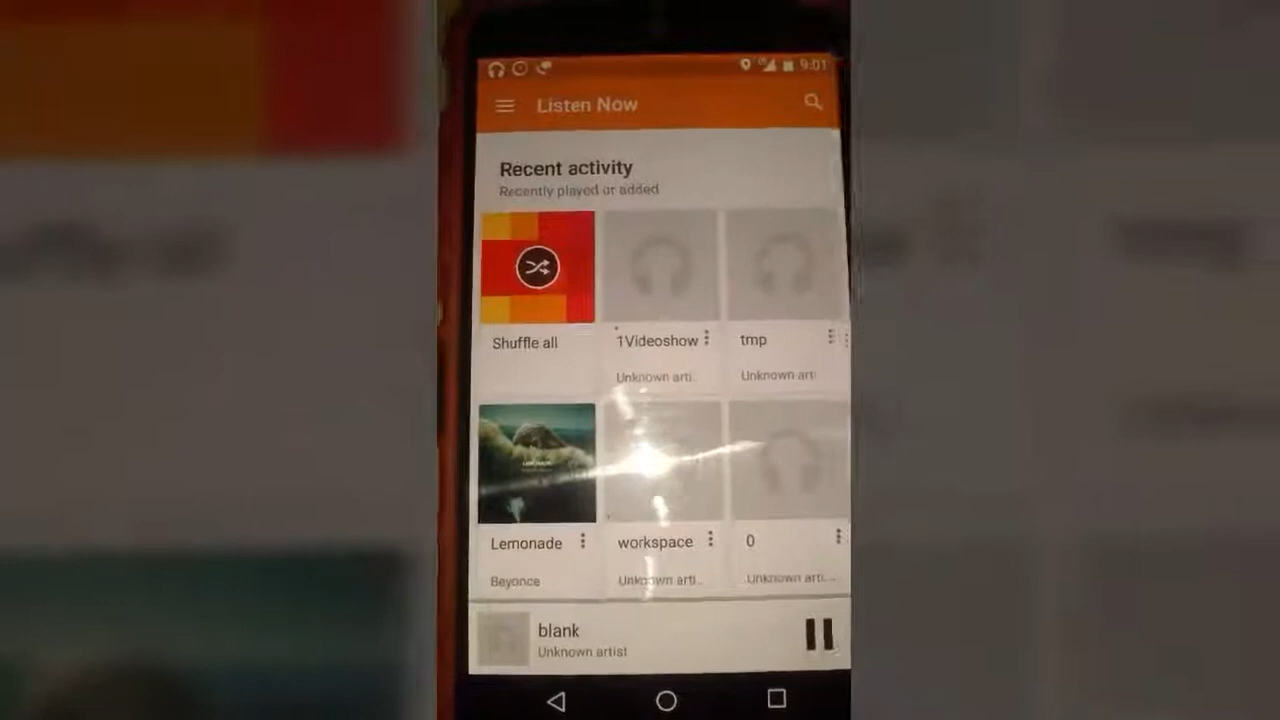 9:01
Listen Now
Recent activity
Recently played or added
Shuffle all
1Videoshow
tmp
Unknown arti..
Unknown arti
Lemonade
workspace
0
Beyonce
Unknown arti..
Unknown arti...
blank
Unknown artist